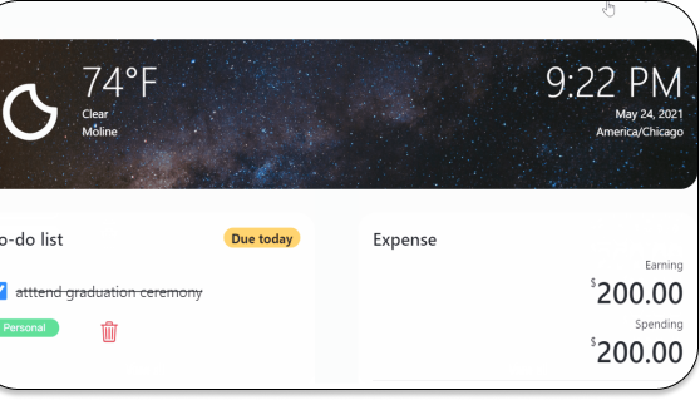 74°F
Clear
Moline
9:22 PM
May 24, 2021
America/Chicago
o-do list
Due today
atttend graduation ceremony
Personal
Expense
Earning
$200.00
Spending
$200.00